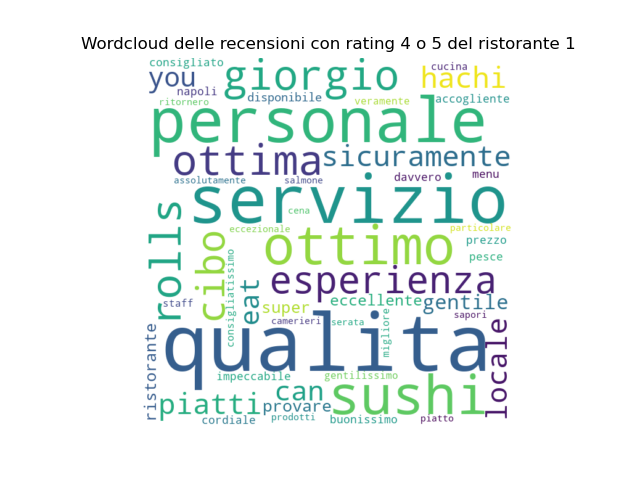 Wordcloud delle recensioni con rating 4 o 5 del ristorante 1
consigliato
cucina
you
giorgio
hachi
napoli
disponibile
accogliente
ritornero
veramente
personale
ottima
sicuramente
assolutamente
salmone
davvero
menu
servizio
cena
rolls
cibo
eccezionale
ottimo
particolare
prezzo
consigliatissimo
pesce
eat
esperienza
staff
super
eccellente
gentile
camerieri
serata
migliore
sapori
ristorante
qualita
locale
impeccabile
gentilissimo
can
sushi
piatti
provare
cordiale
prodotti
buonissimo
piatto